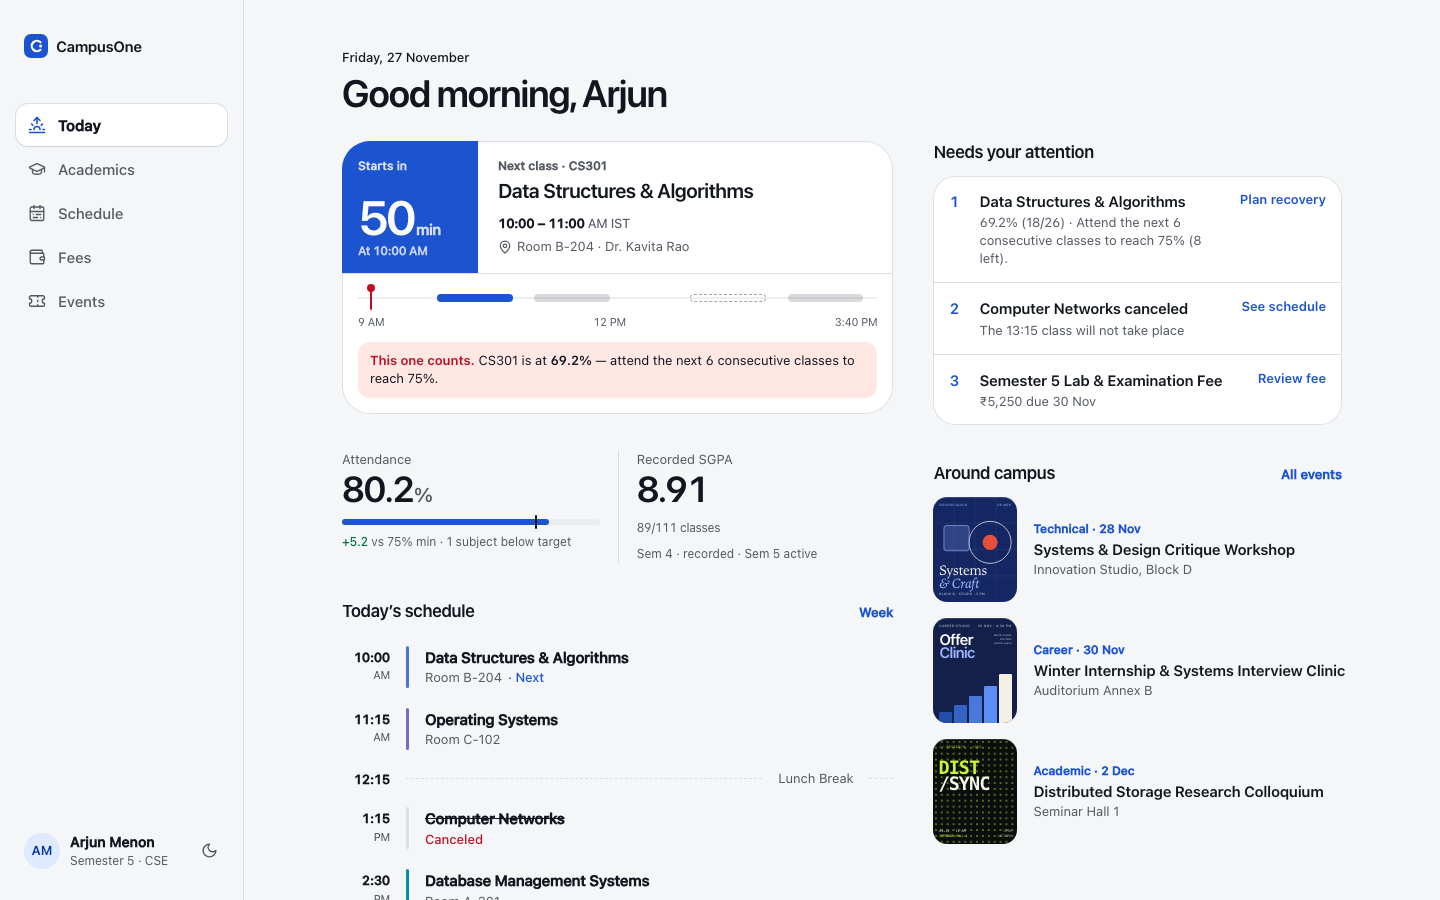 CampusOne
Today
Academics
Schedule
Fees
Events
AM
Arjun Menon
Semester 5 · CSE
Friday, 27 November
Good morning, Arjun
Starts in
50 min
At 10:00 AM
Next class · CS301
Data Structures & Algorithms
10:00 – 11:00 AM IST
Room B-204 · Dr. Kavita Rao
9 AM
12 PM
3:40 PM
This one counts. CS301 is at 69.2% — attend the next 6 consecutive classes to
reach 75%.
Attendance
80.2%
+5.2 vs 75% min · 1 subject below target
Recorded SGPA
8.91
89/111 classes
Sem 4 · recorded · Sem 5 active
Today’s schedule
Week
10:00
AM
Data Structures & Algorithms
Room B-204 · Next
11:15
AM
Operating Systems
Room C-102
12:15
Lunch Break
1:15
PM
Computer Networks
Canceled
2:30
PM
Database Management Systems
Room A-301
Needs your attention
1
Data Structures & Algorithms
Plan recovery
69.2% (18/26) · Attend the next 6
consecutive classes to reach 75% (8
left).
2
Computer Networks canceled
See schedule
The 13:15 class will not take place
3
Semester 5 Lab & Examination Fee
Review fee
₹5,250 due 30 Nov
Around campus
All events
DESIGN GUILD
28 NOV
Systems
& Craft
Technical · 28 Nov
Systems & Design Critique Workshop
Innovation Studio, Block D
CAREER STUDIO
Offer
Clinic
Career · 30 Nov
Winter Internship & Systems Interview Clinic
Auditorium Annex B
DIST
/SYNC
Academic · 2 Dec
Distributed Storage Research Colloquium
Seminar Hall 1